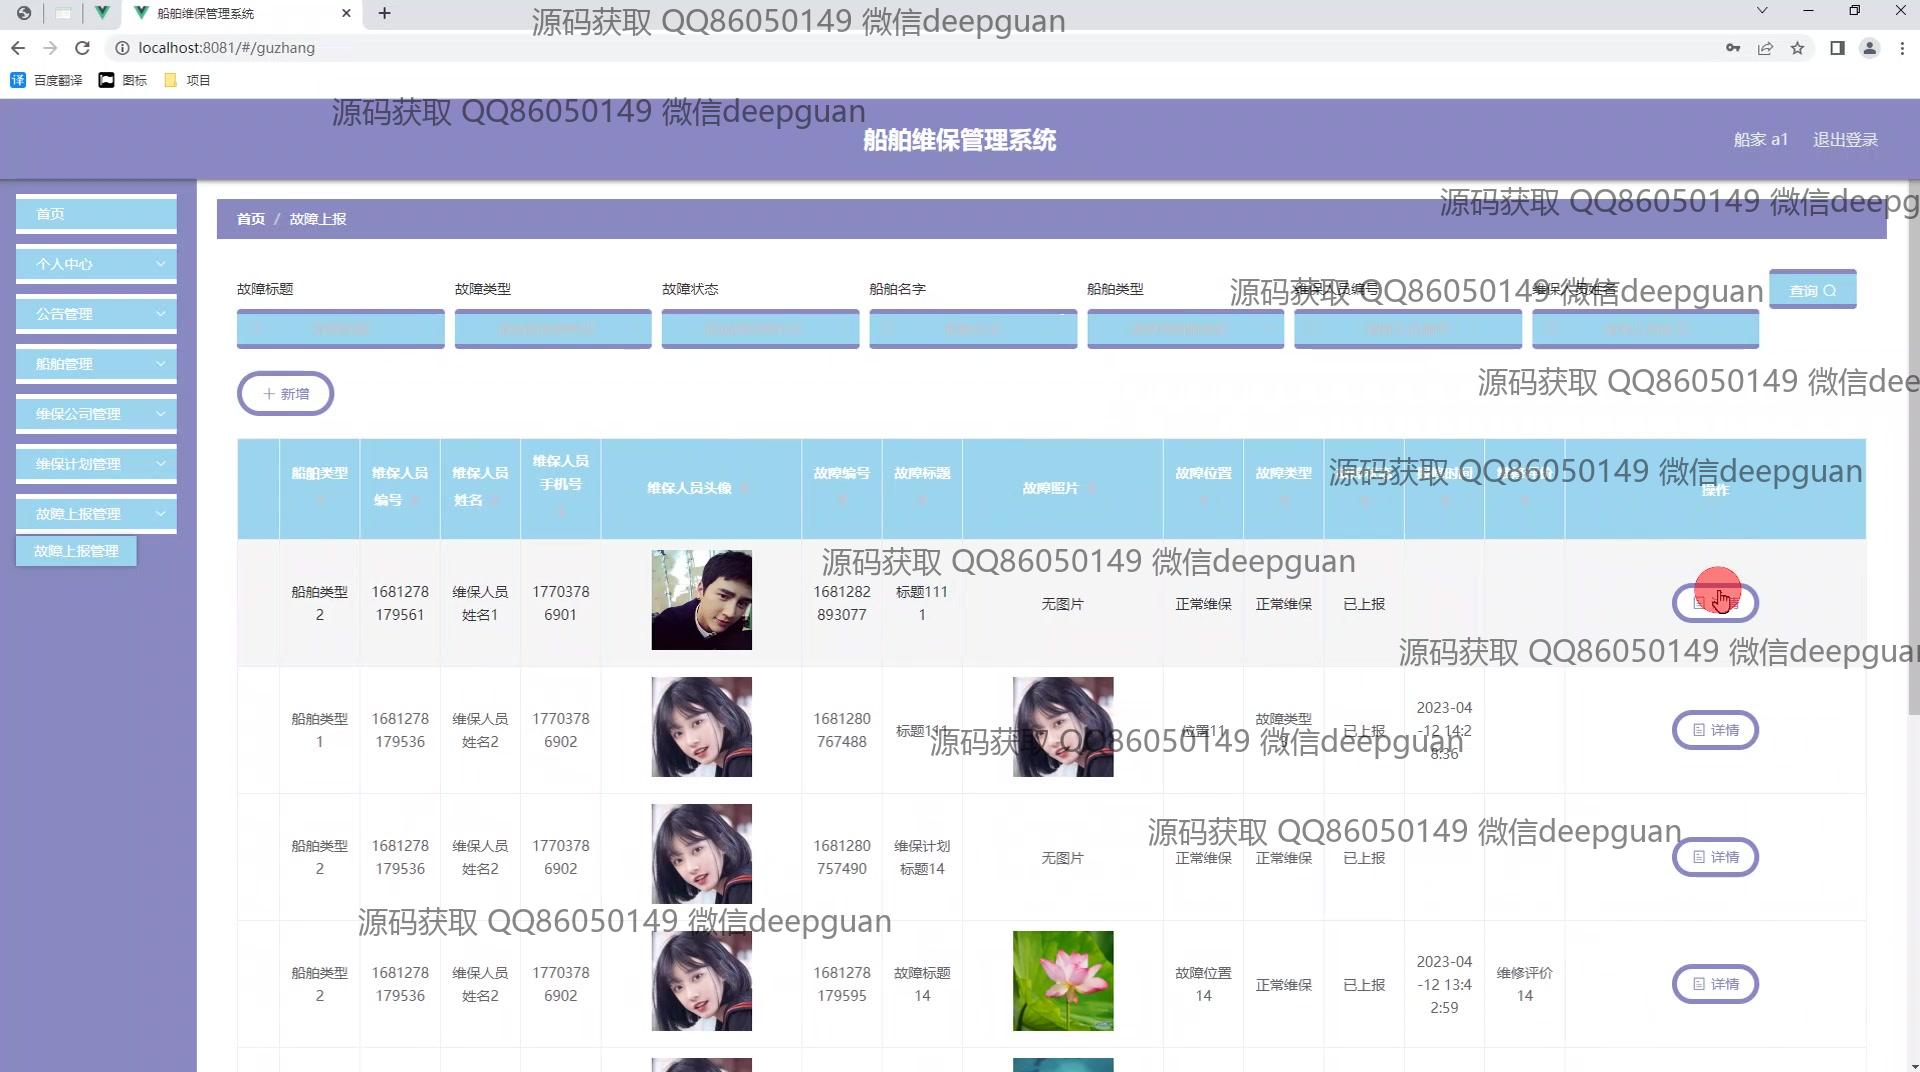 船舶维保管理系统
源码获取 QQ86050149 微信deepguan
localhost:8081/#/guzhang
百度翻译 图标 项目
源码获取 QQ86050149 微信deepguan
船舶维保管理系统
船家 a1 退出登录
源码获取 QQ86050149 微信deepg
首页
首页 / 故障上报
个人中心
公告管理
船舶管理
维保公司管理
维保计划管理
故障上报管理
故障上报管理
故障标题 故障类型 故障状态 船舶名字 船舶类型 维保人员编号 维保人员姓名
查询
源码获取 QQ86050149 微信deepguan
新增
源码获取 QQ86050149 微信dee
船舶类型 维保人员编号 维保人员姓名 维保人员手机号 维保人员头像 故障编号 故障标题 故障照片 故障位置 故障类型 操作
源码获取 QQ86050149 微信deepguan
源码获取 QQ86050149 微信deepguan
船舶类型2 1681278179561 维保人员姓名1 17703786901 1681282893077 标题1111 无图片 正常维保 正常维保 已上报
源码获取 QQ86050149 微信deepguan
船舶类型1 1681278179536 维保人员姓名2 17703786902 1681280767488 标题111 位置11 故障类型 已上报 2023-04-12 14:28:36 详情
源码获取 QQ86050149 微信deepguan
源码获取 QQ86050149 微信deepguan
船舶类型2 1681278179536 维保人员姓名2 17703786902 1681280757490 维保计划标题14 无图片 正常维保 正常维保 已上报 详情
源码获取 QQ86050149 微信deepguan
船舶类型2 1681278179536 维保人员姓名2 17703786902 1681278179595 故障标题14 故障位置14 正常维保 已上报 2023-04-12 13:42:59 维修评价14 详情